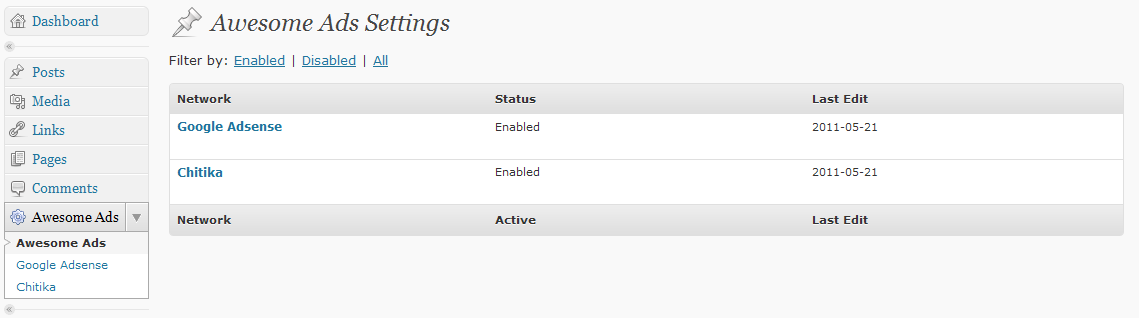 Dashboard
Posts
Media
Links
Pages
Comments
Awesome Ads
Awesome Ads
Google Adsense
Chitika
Awesome Ads Settings
Filter by: Enabled | Disabled | All
Network Status Last Edit
Google Adsense Enabled 2011-05-21
Chitika Enabled 2011-05-21
Network Active Last Edit